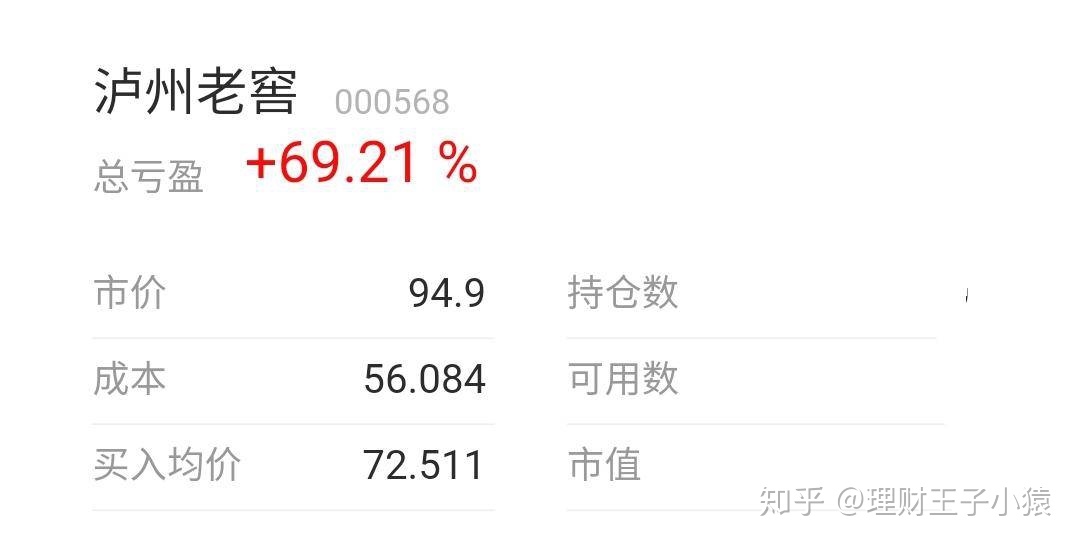 泸州老窖 000568
总亏盈 +69.21 %
市价 94.9 持仓数
成本 56.084 可用数
买入均价 72.511 市值
知乎 @理财王子小猿